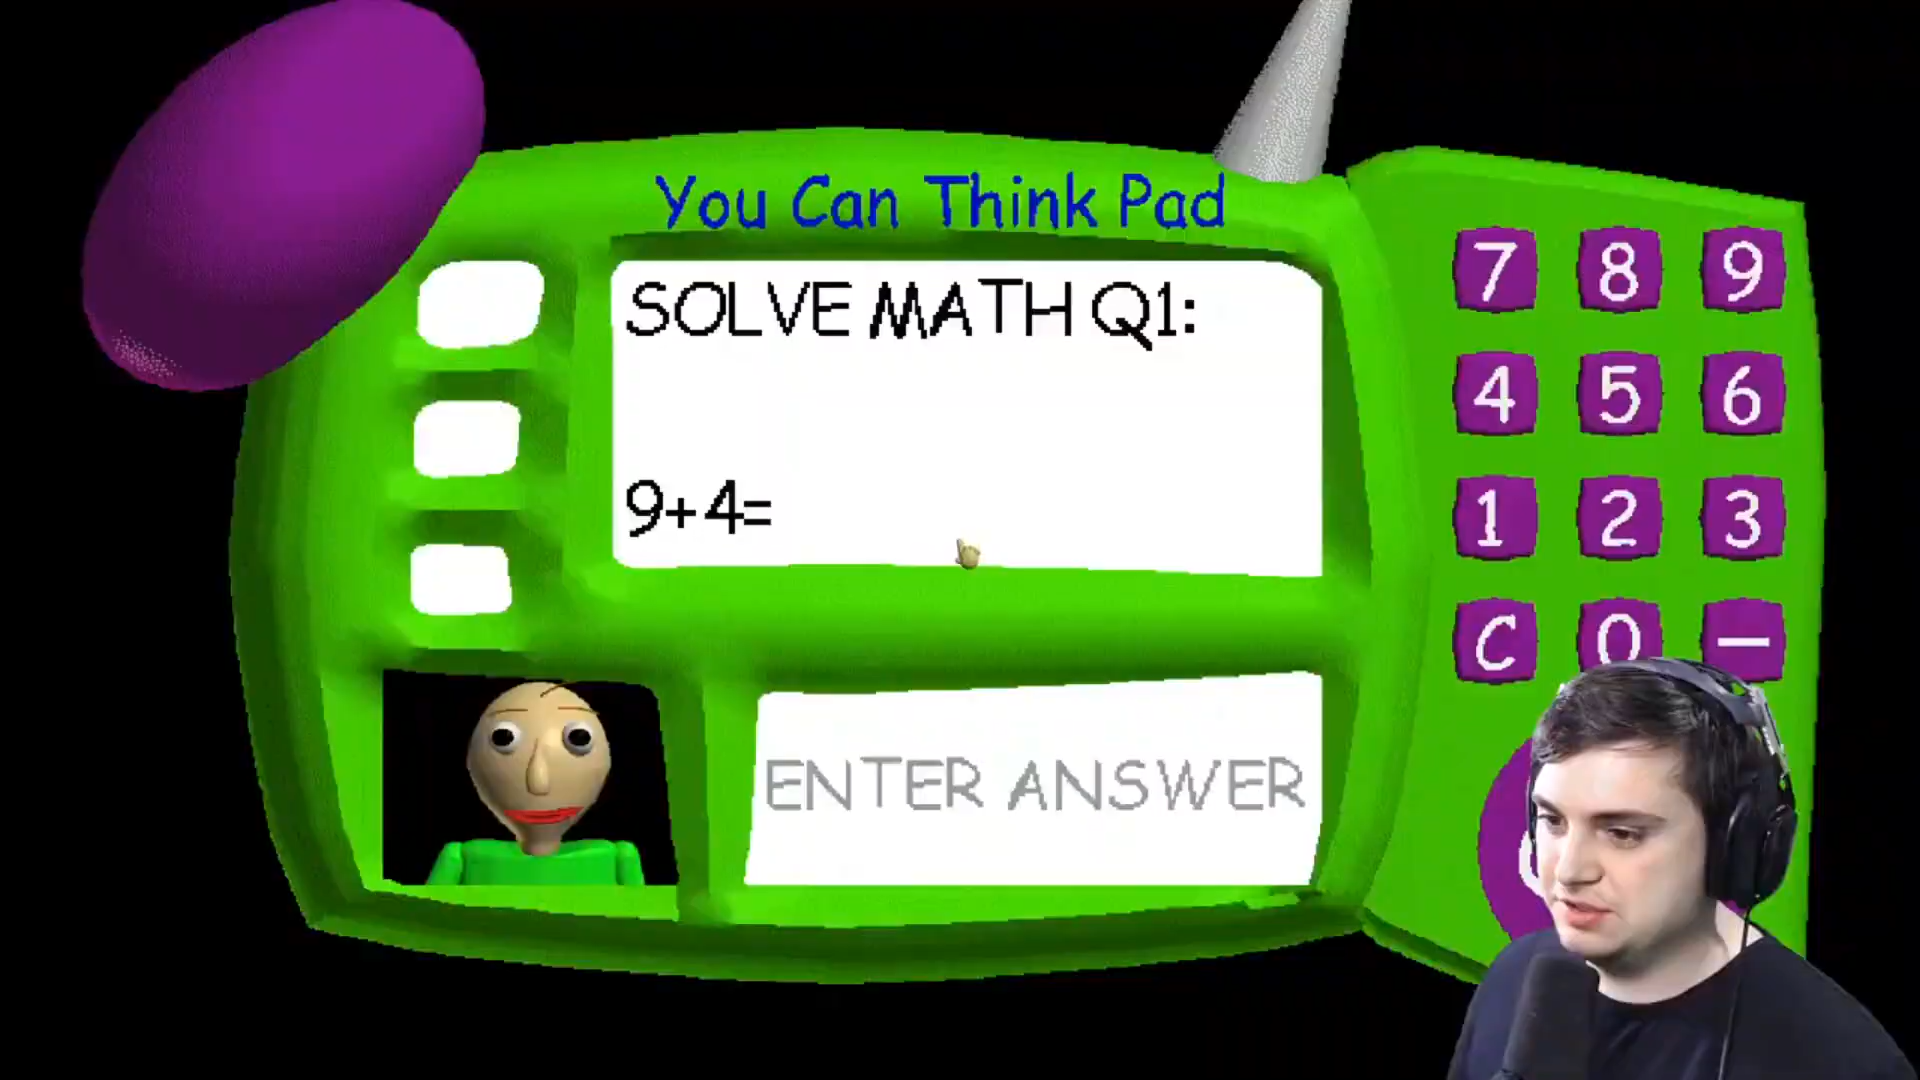 You Can Think Pad
SOLVE MATH Q1:
9+4=
ENTER ANSWER
7 8 9
4 5 6
1 2 3
C 0 −